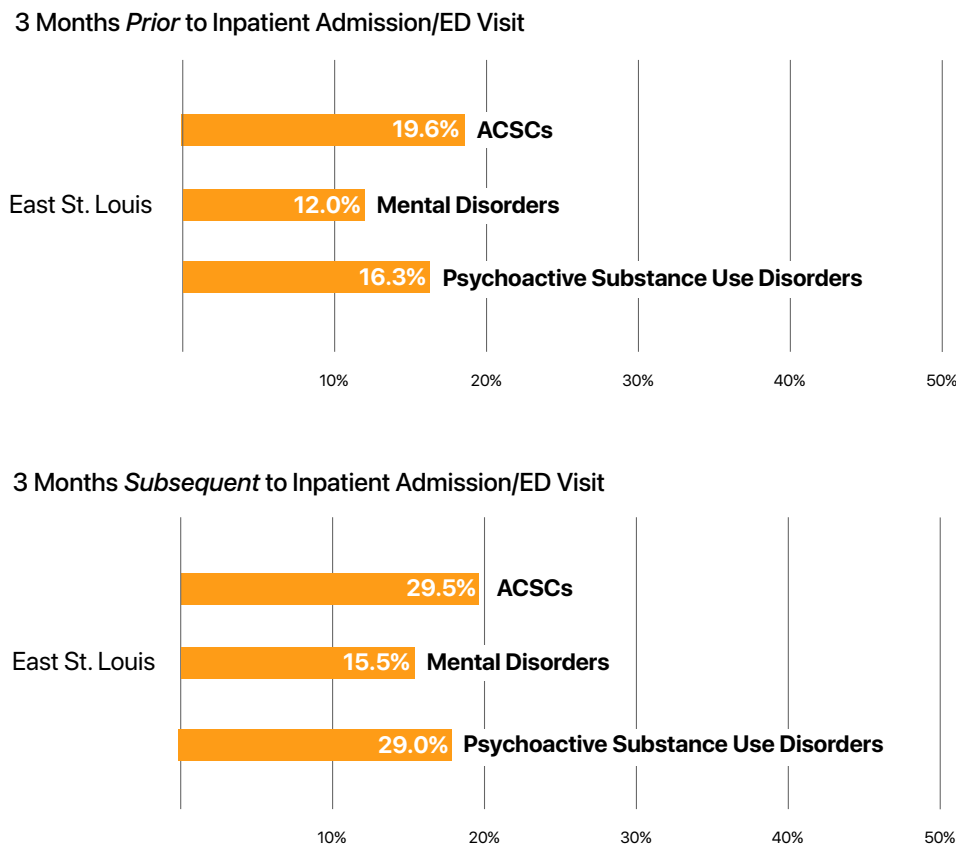 3 Months Prior to Inpatient Admission/ED Visit
19.6% ACSCs
East St. Louis 12.0% Mental Disorders
16.3% Psychoactive Substance Use Disorders
10% 20% 30% 40% 50%
3 Months Subsequent to Inpatient Admission/ED Visit
29.5% ACSCs
East St. Louis 15.5% Mental Disorders
29.0% Psychoactive Substance Use Disorders
10% 20% 30% 40% 50%